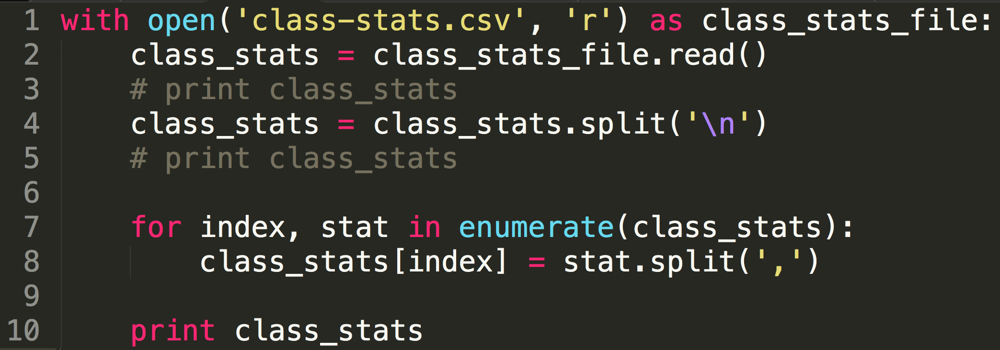 1 with open('class-stats.csv', 'r') as class_stats_file:
2     class_stats = class_stats_file.read()
3     # print class_stats
4     class_stats = class_stats.split('\n')
5     # print class_stats
6
7     for index, stat in enumerate(class_stats):
8         class_stats[index] = stat.split(',')
9
10     print class_stats